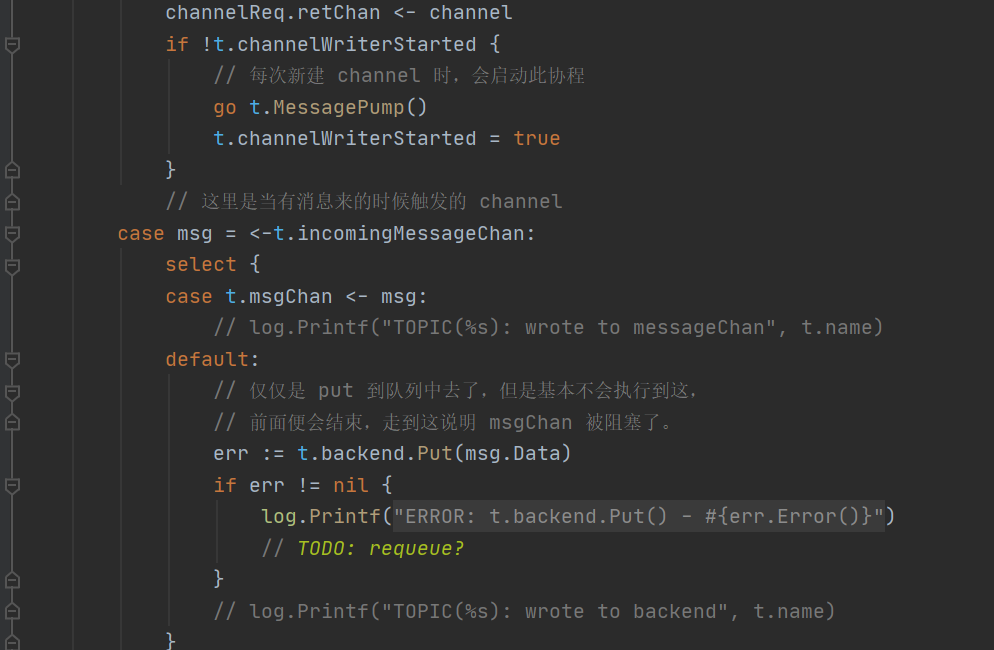 channelReq.retChan <- channel
if !t.channelWriterStarted {
// 每次新建 channel 时，会启动此协程
go t.MessagePump()
t.channelWriterStarted = true
}
// 这里是当有消息来的时候触发的 channel
case msg = <-t.incomingMessageChan:
select {
case t.msgChan <- msg:
// log.Printf("TOPIC(%s): wrote to messageChan", t.name)
default:
// 仅仅是 put 到队列中去了，但是基本不会执行到这，
// 前面便会结束，走到这说明 msgChan 被阻塞了。
err := t.backend.Put(msg.Data)
if err != nil {
log.Printf("ERROR: t.backend.Put() - #{err.Error()}")
// TODO: requeue?
}
// log.Printf("TOPIC(%s): wrote to backend", t.name)
}